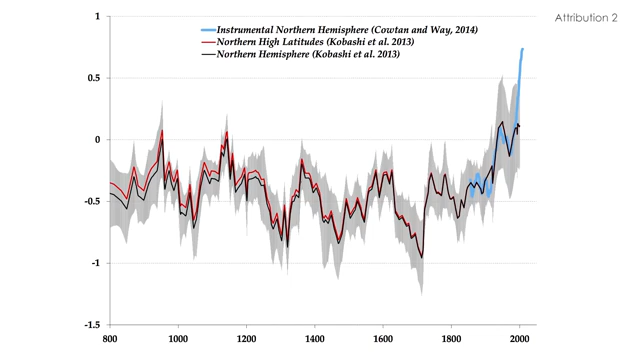 Attribution 2
1
Instrumental Northern Hemisphere (Cowtan and Way, 2014)
Northern High Latitudes (Kobashi et al. 2013)
Northern Hemisphere (Kobashi et al. 2013)
0.5
0
-0.5
-1
-1.5
800 1000 1200 1400 1600 1800 2000